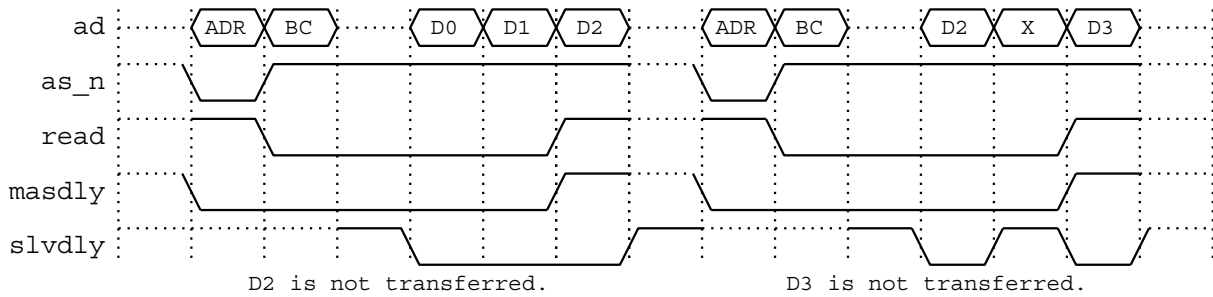 ad ADR BC D0 D1 D2 ADR BC D2 X D3
as_n
read
masdly
slvdly
D2 is not transferred. D3 is not transferred.